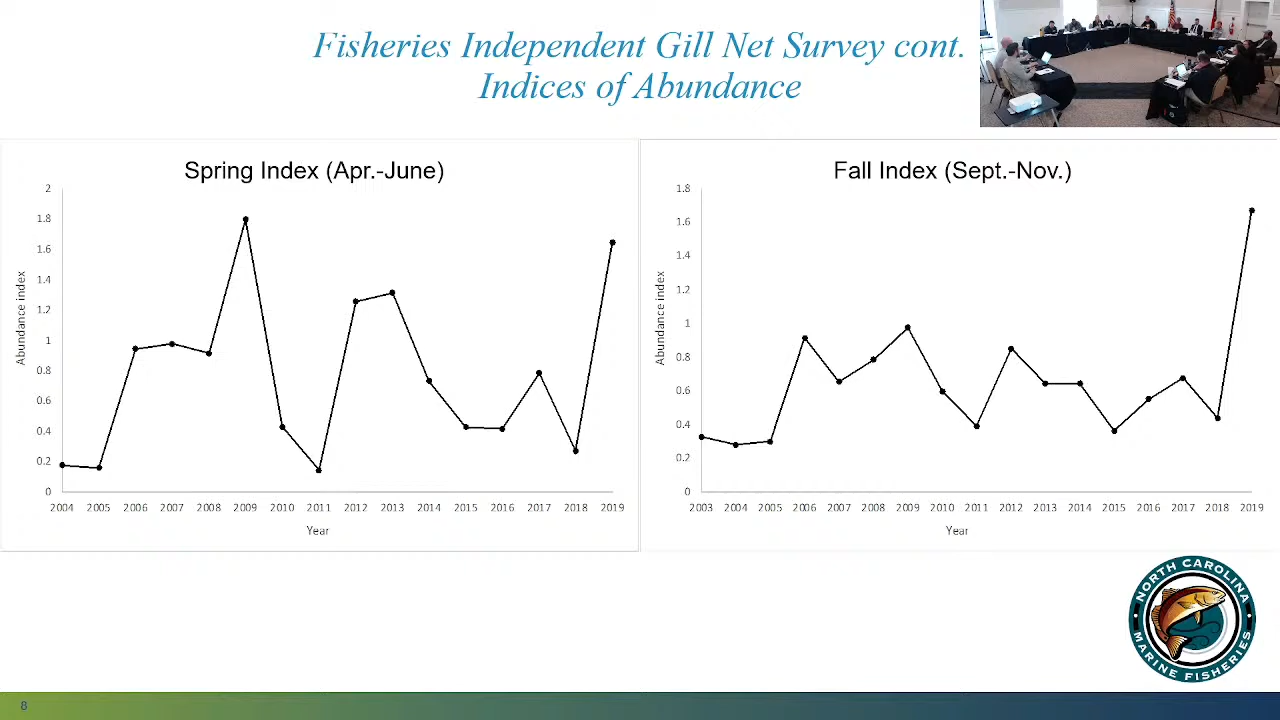 Fisheries Independent Gill Net Survey cont.
Indices of Abundance
Spring Index (Apr.-June)
2
1.8
1.6
1.4
1.2
1
0.8
0.6
0.4
0.2
0
Abundance index
2004 2005 2006 2007 2008 2009 2010 2011 2012 2013 2014 2015 2016 2017 2018 2019
Year
Fall Index (Sept.-Nov.)
1.8
1.6
1.4
1.2
1
0.8
0.6
0.4
0.2
0
Abundance index
2003 2004 2005 2006 2007 2008 2009 2010 2011 2012 2013 2014 2015 2016 2017 2018 2019
Year
NORTH CAROLINA
MARINE FISHERIES
8